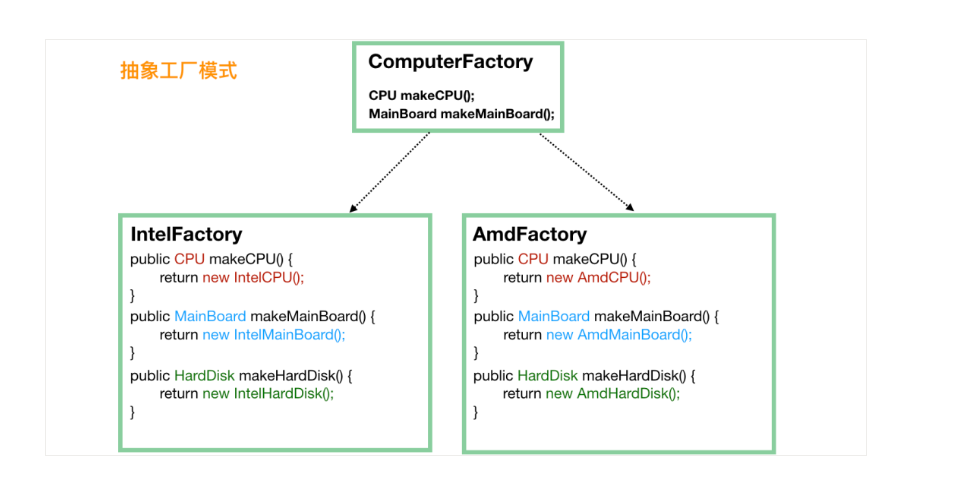 抽象工厂模式
ComputerFactory
CPU makeCPU();
MainBoard makeMainBoard();
IntelFactory
public CPU makeCPU() {
return new IntelCPU();
}
public MainBoard makeMainBoard() {
return new IntelMainBoard();
}
public HardDisk makeHardDisk() {
return new IntelHardDisk();
}
AmdFactory
public CPU makeCPU() {
return new AmdCPU();
}
public MainBoard makeMainBoard() {
return new AmdMainBoard();
}
public HardDisk makeHardDisk() {
return new AmdHardDisk();
}